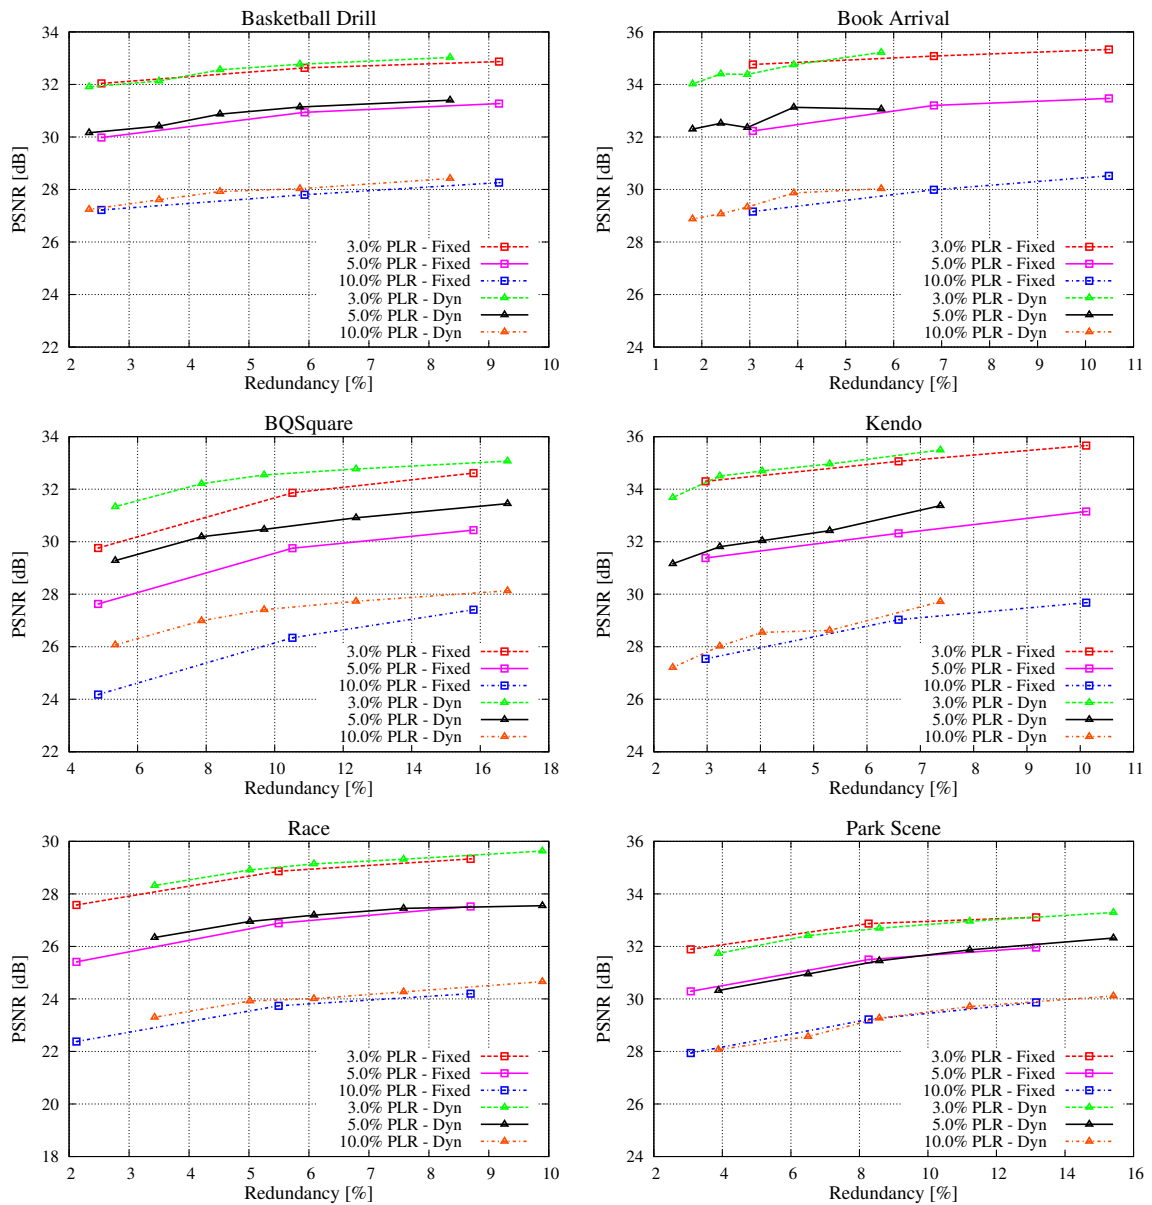 Basketball Drill
34
32
30
28
26
24
22
PSNR [dB]
3.0% PLR - Fixed
5.0% PLR - Fixed
10.0% PLR - Fixed
3.0% PLR - Dyn
5.0% PLR - Dyn
10.0% PLR - Dyn
2 3 4 5 6 7 8 9 10
Redundancy [%]
Book Arrival
36
34
32
30
28
26
24
PSNR [dB]
3.0% PLR - Fixed
5.0% PLR - Fixed
10.0% PLR - Fixed
3.0% PLR - Dyn
5.0% PLR - Dyn
10.0% PLR - Dyn
1 2 3 4 5 6 7 8 9 10 11
Redundancy [%]
BQSquare
34
32
30
28
26
24
22
PSNR [dB]
3.0% PLR - Fixed
5.0% PLR - Fixed
10.0% PLR - Fixed
3.0% PLR - Dyn
5.0% PLR - Dyn
10.0% PLR - Dyn
4 6 8 10 12 14 16 18
Redundancy [%]
Kendo
36
34
32
30
28
26
24
PSNR [dB]
3.0% PLR - Fixed
5.0% PLR - Fixed
10.0% PLR - Fixed
3.0% PLR - Dyn
5.0% PLR - Dyn
10.0% PLR - Dyn
2 3 4 5 6 7 8 9 10 11
Redundancy [%]
Race
30
28
26
24
22
20
18
PSNR [dB]
3.0% PLR - Fixed
5.0% PLR - Fixed
10.0% PLR - Fixed
3.0% PLR - Dyn
5.0% PLR - Dyn
10.0% PLR - Dyn
2 3 4 5 6 7 8 9 10
Redundancy [%]
Park Scene
36
34
32
30
28
26
24
PSNR [dB]
3.0% PLR - Fixed
5.0% PLR - Fixed
10.0% PLR - Fixed
3.0% PLR - Dyn
5.0% PLR - Dyn
10.0% PLR - Dyn
2 4 6 8 10 12 14 16
Redundancy [%]